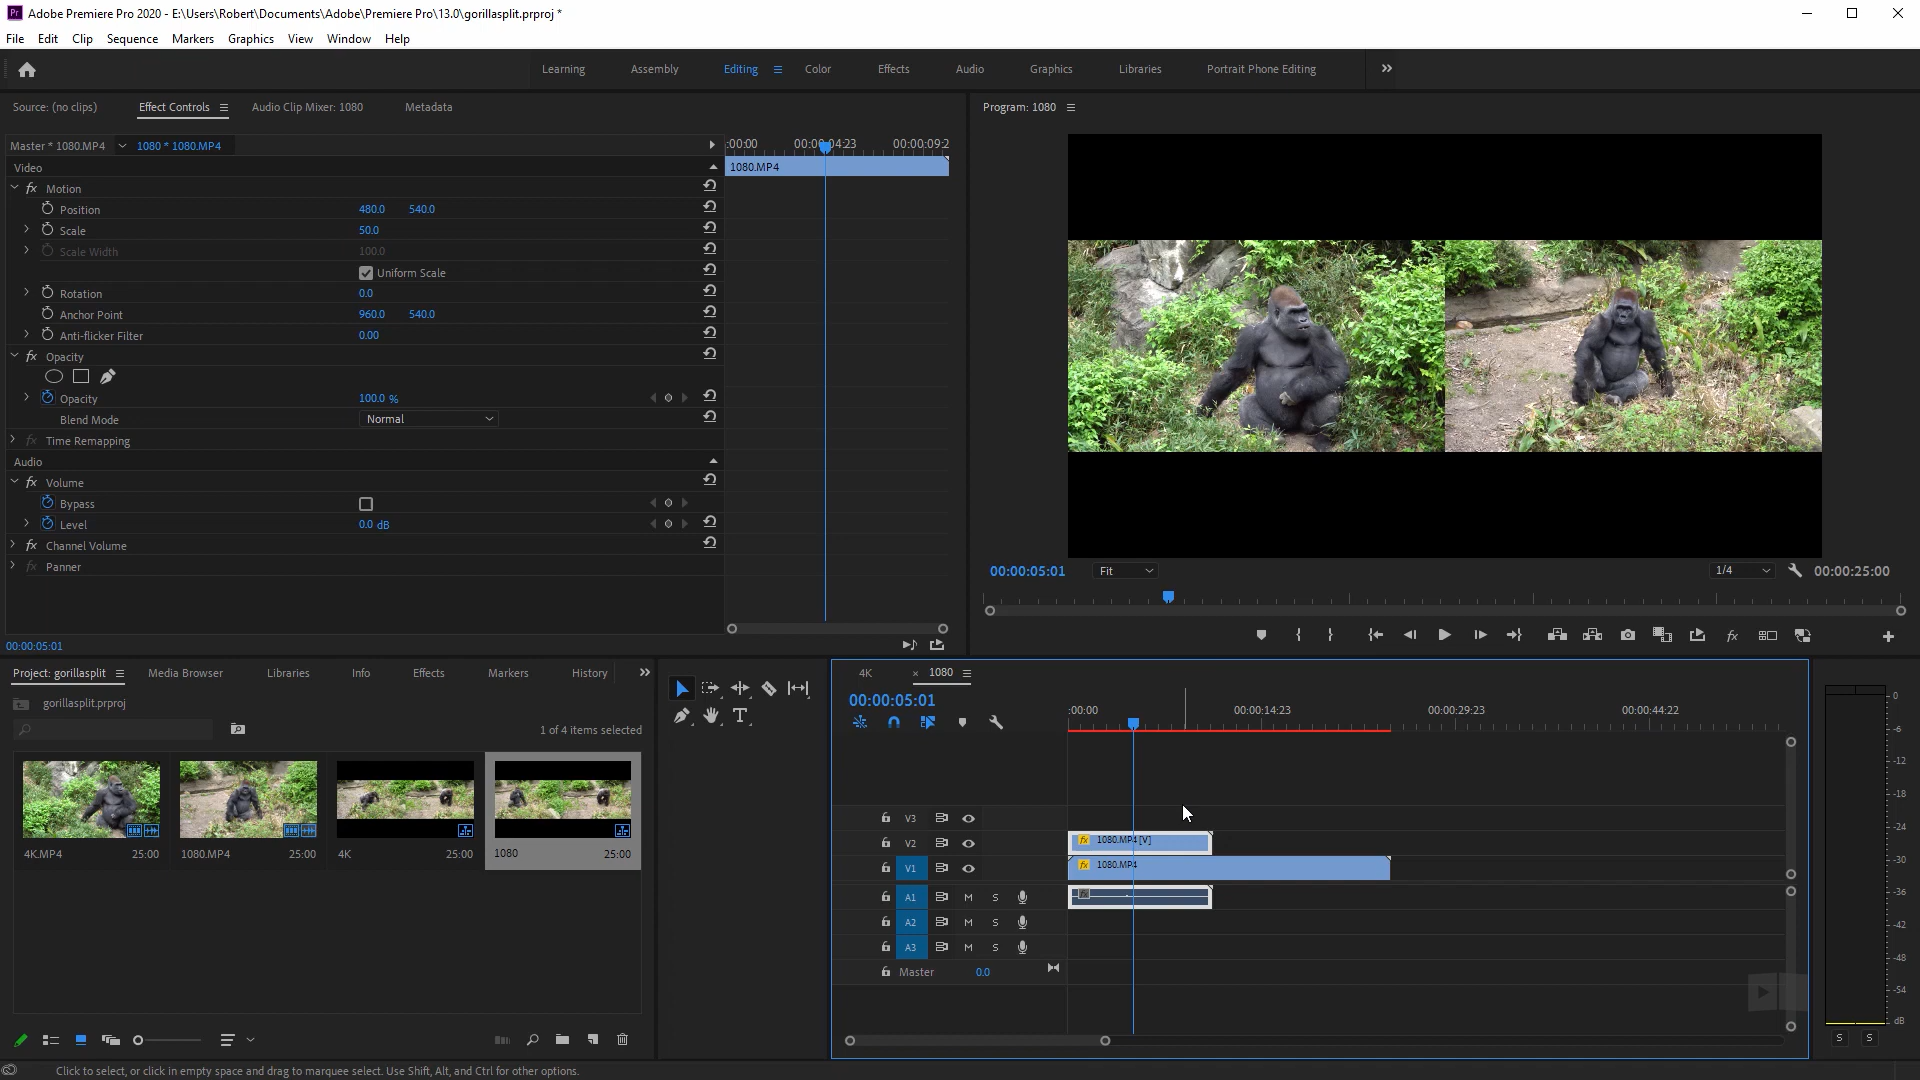 Pr Adobe Premiere Pro 2020 - E:\Users\Robert\Documents\Adobe\Premiere Pro\13.0\gorillasplit.prproj *
File Edit Clip Sequence Markers Graphics View Window Help
Learning Assembly Editing Color Effects Audio Graphics Libraries Portrait Phone Editing
Source: (no clips) Effect Controls Audio Clip Mixer: 1080 Metadata
Program: 1080
Master * 1080.MP4 1080 * 1080.MP4
:00:00 00:00:04:23 00:00:09:2
Video
1080.MP4
fx Motion
Position 480.0 540.0
Scale 50.0
Scale Width 100.0
Uniform Scale
Rotation 0.0
Anchor Point 960.0 540.0
Anti-flicker Filter 0.00
fx Opacity
Opacity 100.0 %
Blend Mode Normal
fx Time Remapping
Audio
fx Volume
Bypass
Level 0.0 dB
fx Channel Volume
fx Panner
00:00:05:01
00:00:05:01 Fit 1/4 00:00:25:00
fx
Project: gorillasplit Media Browser Libraries Info Effects Markers History
gorillasplit.prproj
1 of 4 items selected
4K.MP4 25:00
1080.MP4 25:00
4K 25:00
1080 25:00
T
4K × 1080
00:00:05:01
:00:00 00:00:14:23 00:00:29:23 00:00:44:22
V3
V2 fx 1080.MP4 [V]
V1 fx 1080.MP4
A1 M S fx
A2 M S
A3 M S
Master 0.0
0
-6
-12
-18
-24
-30
-36
-42
-48
-54
dB
S S
Click to select, or click in empty space and drag to marquee select. Use Shift, Alt, and Ctrl for other options.